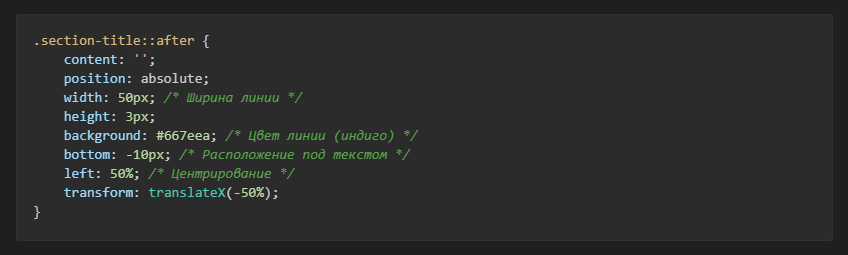 .section-title::after {
    content: '';
    position: absolute;
    width: 50px; /* Ширина линии */
    height: 3px;
    background: #667eea; /* Цвет линии (индиго) */
    bottom: -10px; /* Расположение под текстом */
    left: 50%; /* Центрирование */
    transform: translateX(-50%);
}